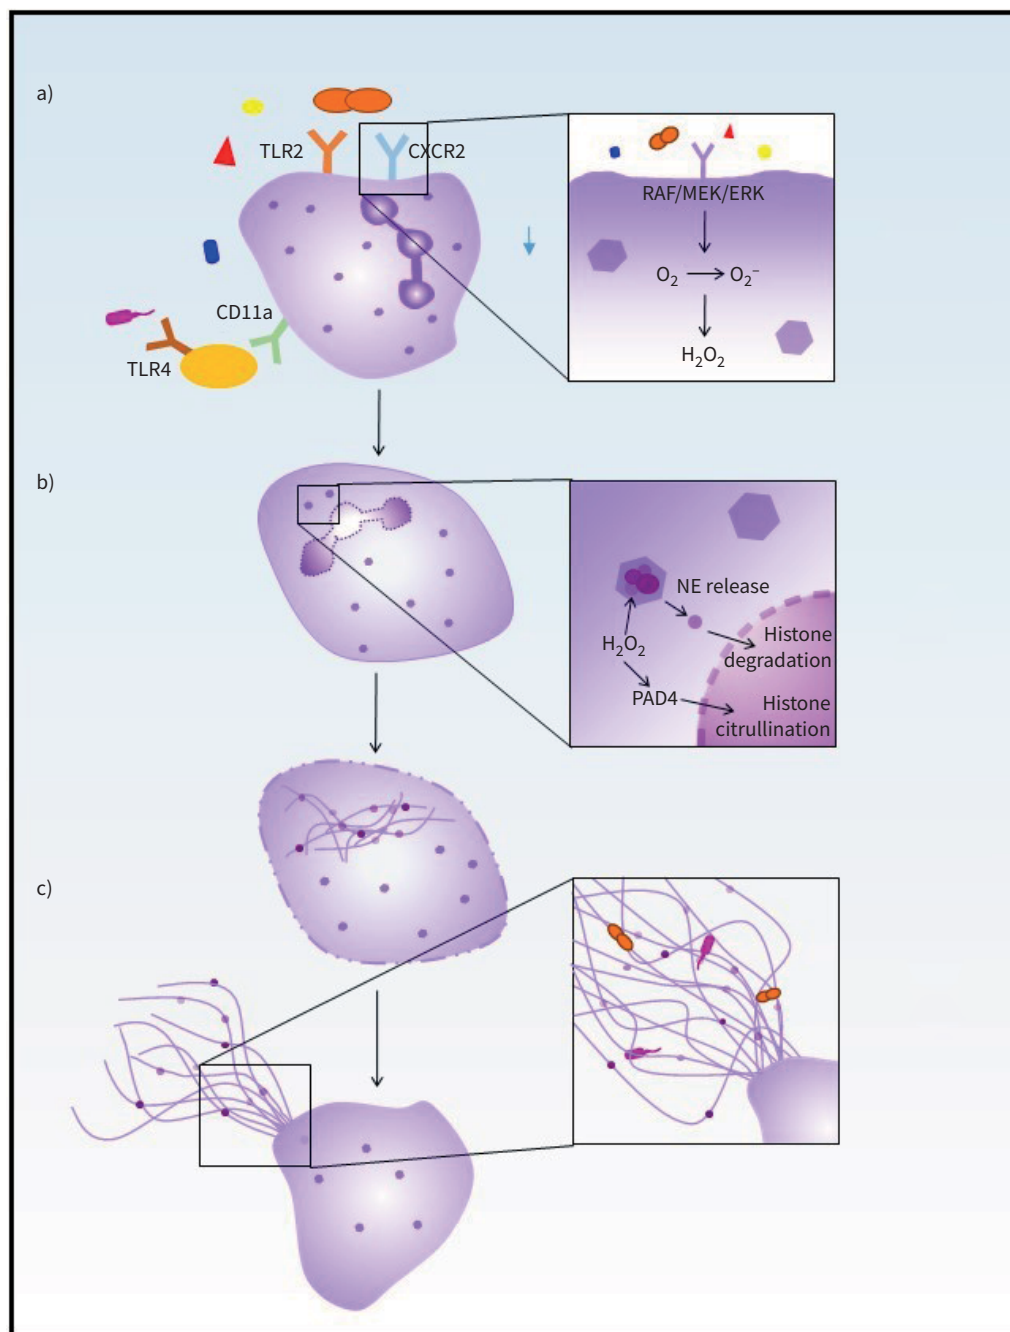 a)
TLR2
CXCR2
CD11a
TLR4
RAF/MEK/ERK
O₂ → O₂⁻
H₂O₂
b)
NE release
H₂O₂
Histone
degradation
PAD4
Histone
citrullination
c)